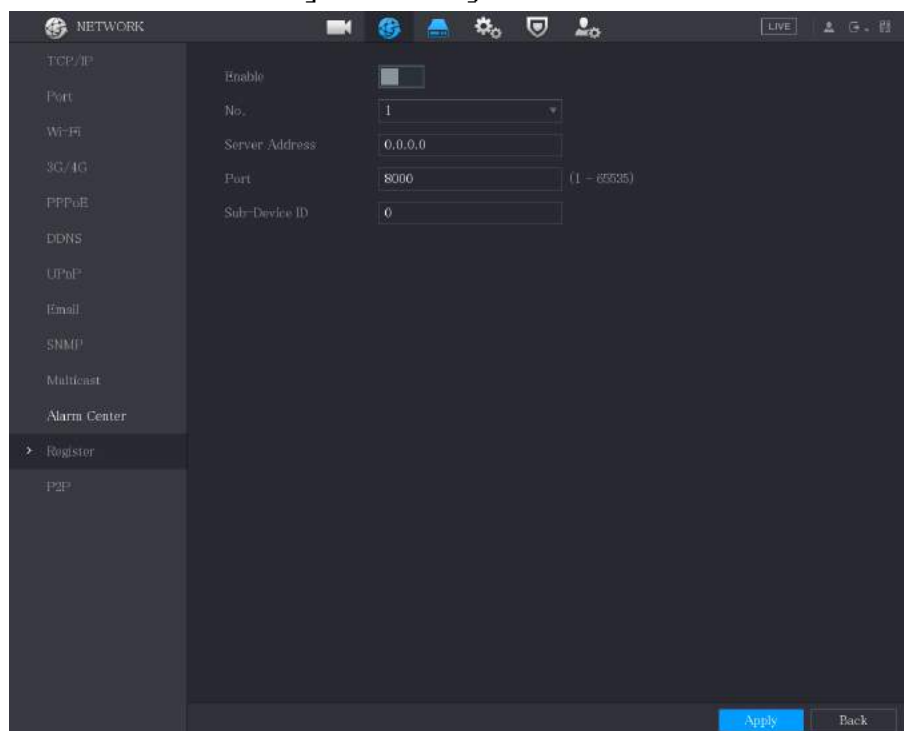 NETWORK
LIVE
TCP/IP
Port
Wi-Fi
3G/4G
PPPoE
DDNS
UPnP
Email
SNMP
Multicast
Alarm Center
Register
P2P
Enable
No. 1
Server Address 0.0.0.0
Port 8000 (1 - 65535)
Sub-Device ID 0
Apply Back